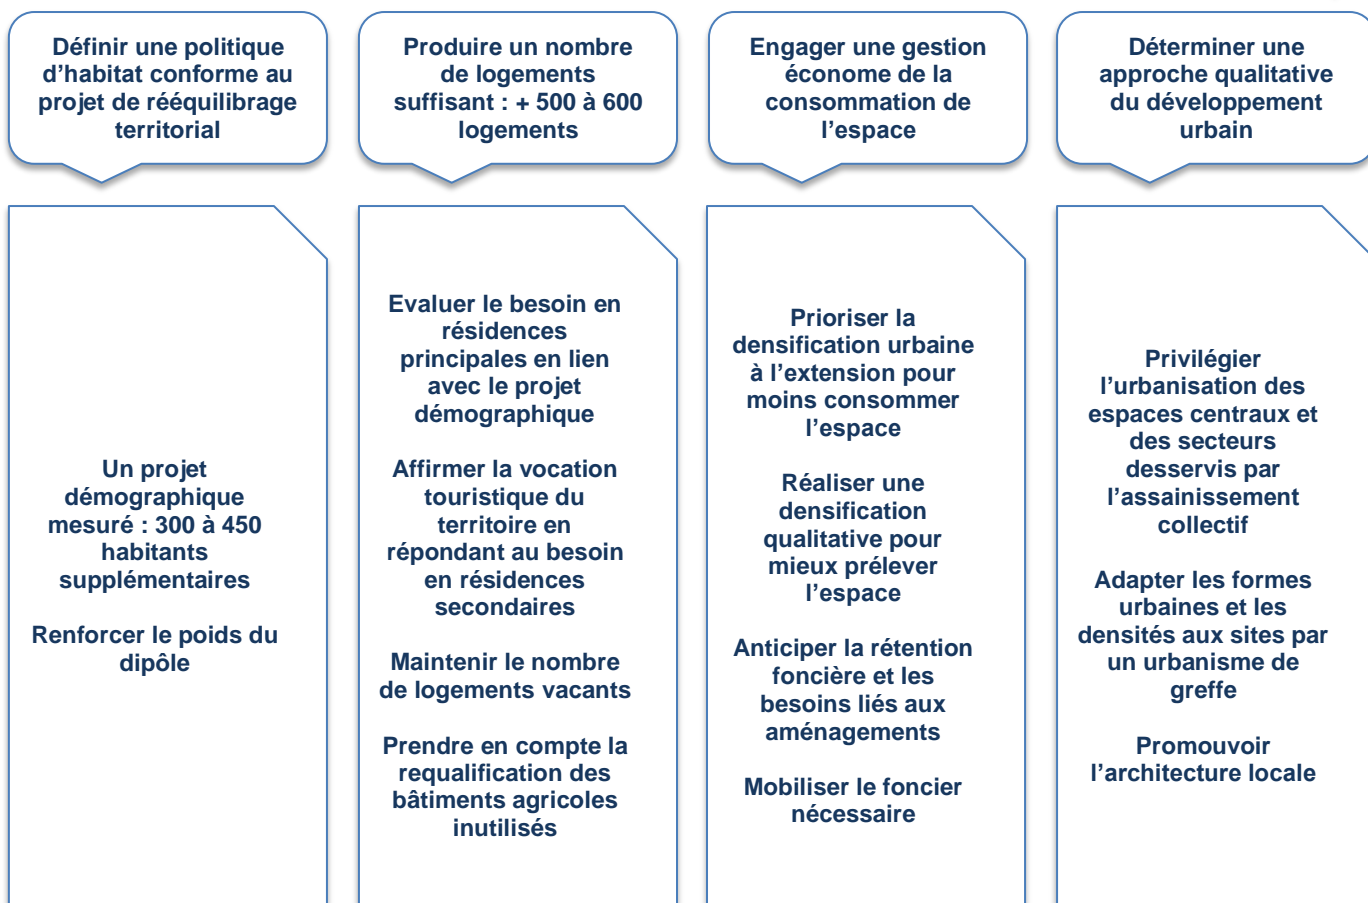 Définir une politique
d’habitat conforme au
projet de rééquilibrage
territorial
Un projet
démographique
mesuré : 300 à 450
habitants
supplémentaires
Renforcer le poids du
dipôle
Produire un nombre
de logements
suffisant : + 500 à 600
logements
Evaluer le besoin en
résidences
principales en lien
avec le projet
démographique
Affirmer la vocation
touristique du
territoire en
répondant au besoin
en résidences
secondaires
Maintenir le nombre
de logements vacants
Prendre en compte la
requalification des
bâtiments agricoles
inutilisés
Engager une gestion
économe de la
consommation de
l’espace
Prioriser la
densification urbaine
à l’extension pour
moins consommer
l’espace
Réaliser une
densification
qualitative pour
mieux prélever
l’espace
Anticiper la rétention
foncière et les
besoins liés aux
aménagements
Mobiliser le foncier
nécessaire
Déterminer une
approche qualitative
du développement
urbain
Privilégier
l’urbanisation des
espaces centraux et
des secteurs
desservis par
l’assainissement
collectif
Adapter les formes
urbaines et les
densités aux sites par
un urbanisme de
greffe
Promouvoir
l’architecture locale